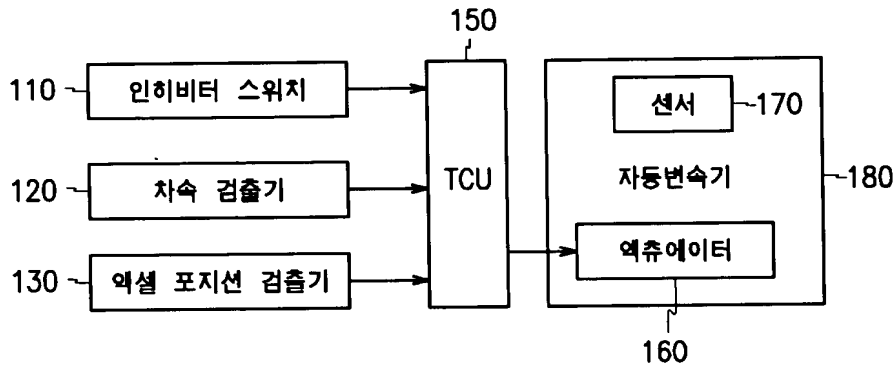 150
110 인히비터 스위치
센서 170
120 차속 검출기
TCU
자동변속기 180
130 액셀 포지션 검출기
액츄에이터
160